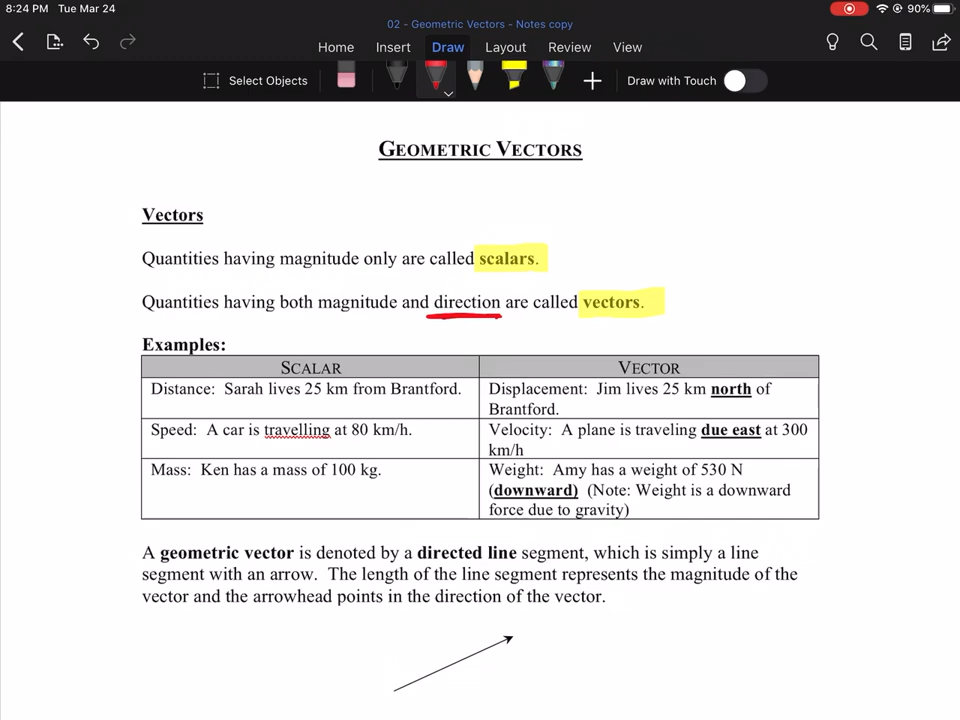 8:24 PM Tue Mar 24
90%
02 - Geometric Vectors - Notes copy
Home Insert Draw Layout Review View
Select Objects
Draw with Touch
GEOMETRIC VECTORS
Vectors
Quantities having magnitude only are called scalars.
Quantities having both magnitude and direction are called vectors.
Examples:
SCALAR
VECTOR
Distance: Sarah lives 25 km from Brantford.
Displacement: Jim lives 25 km north of
Brantford.
Speed: A car is travelling at 80 km/h.
Velocity: A plane is traveling due east at 300
km/h
Mass: Ken has a mass of 100 kg.
Weight: Amy has a weight of 530 N
(downward) (Note: Weight is a downward
force due to gravity)
A geometric vector is denoted by a directed line segment, which is simply a line
segment with an arrow. The length of the line segment represents the magnitude of the
vector and the arrowhead points in the direction of the vector.